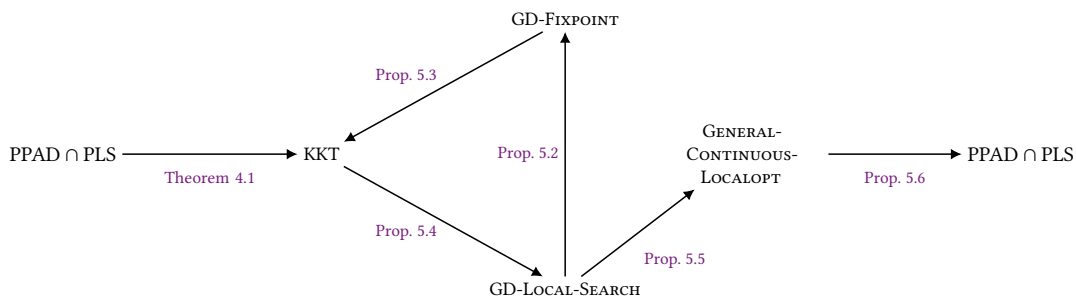 GD-Fixpoint
Prop. 5.3
PPAD ∩ PLS
Theorem 4.1
KKT
Prop. 5.2
General-
Continuous-
Localopt
Prop. 5.6
PPAD ∩ PLS
Prop. 5.4
Prop. 5.5
GD-Local-Search